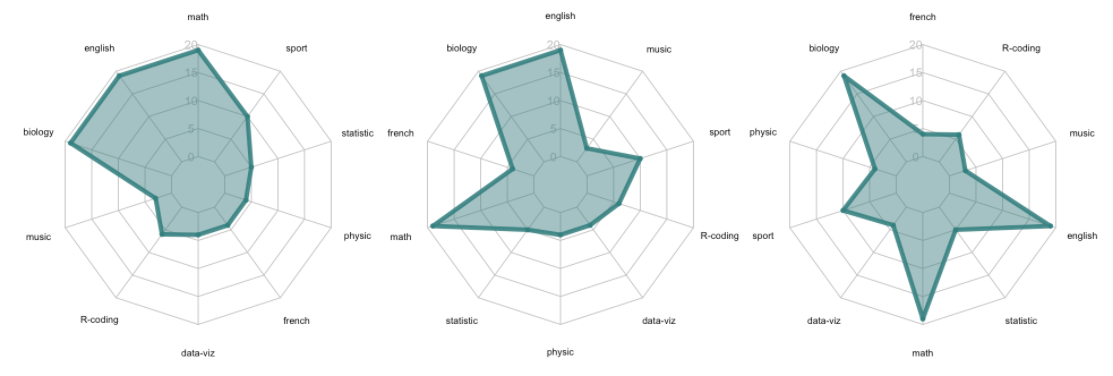 math
english
sport
20
15
10
5
0
biology
statistic
music
physic
R-coding
french
data-viz
english
biology
music
20
15
10
5
0
french
sport
math
R-coding
statistic
data-viz
physic
french
biology
R-coding
20
15
10
5
0
physic
music
sport
english
data-viz
statistic
math